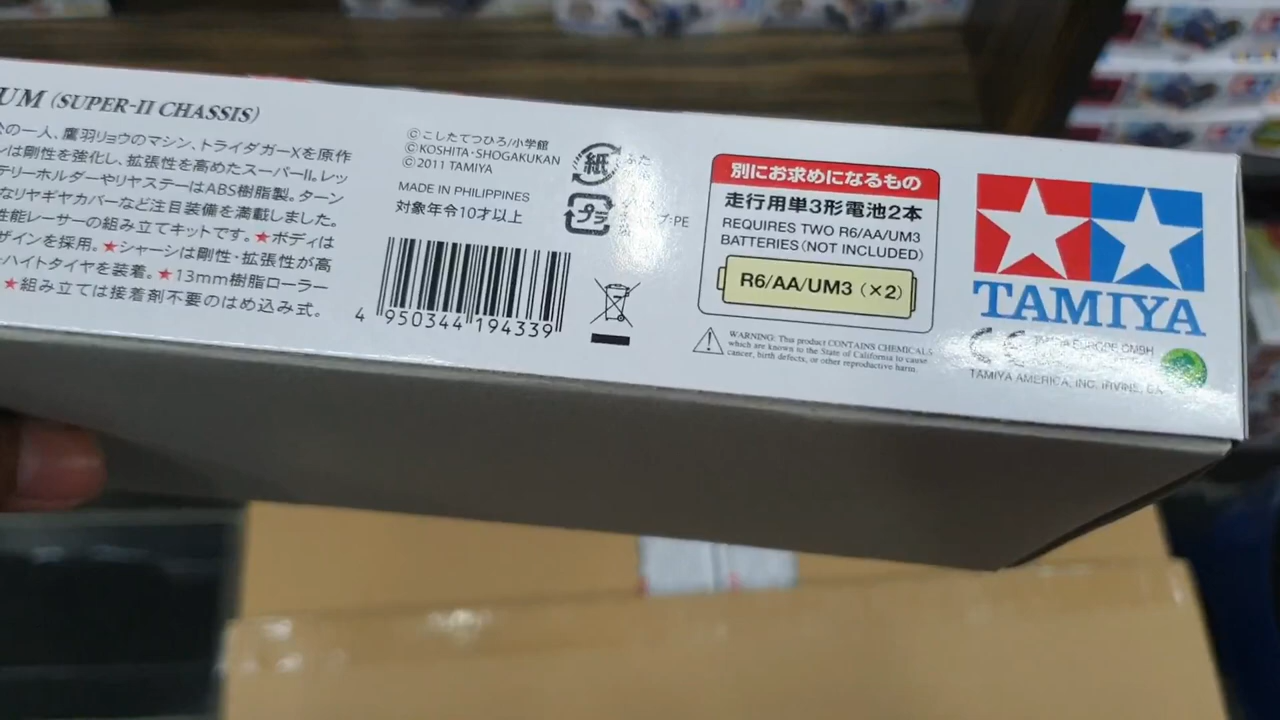 UM (SUPER-II CHASSIS)
の一人、鷹羽リョウのマシン、トライダガーXを原作
ンは剛性を強化し、拡張性を高めたスーパーII。レッ
テリーホルダーやリヤステーはABS樹脂製。ターン
なリヤギヤカバーなど注目装備を満載しました。
性能レーサーの組み立てキットです。★ボディは
ザインを採用。★シャーシは剛性・拡張性が高
ハイトタイヤを装着。★13mm樹脂ローラー
★組み立ては接着剤不要のはめ込み式。
©こしたてつひろ/小学館
©KOSHITA・SHOGAKUKAN
©2011 TAMIYA
MADE IN PHILIPPINES
対象年令10才以上
4 950344 194339
紙
プラ
PE
別にお求めになるもの
走行用単3形電池2本
REQUIRES TWO R6/AA/UM3
BATTERIES (NOT INCLUDED)
R6/AA/UM3 (×2)
WARNING: This product CONTAINS CHEMICALS
which are known to the State of California to cause
cancer, birth defects, or other reproductive harm.
TAMIYA
CE
EUROPE GMBH
TAMIYA AMERICA, INC. IRVINE, CA